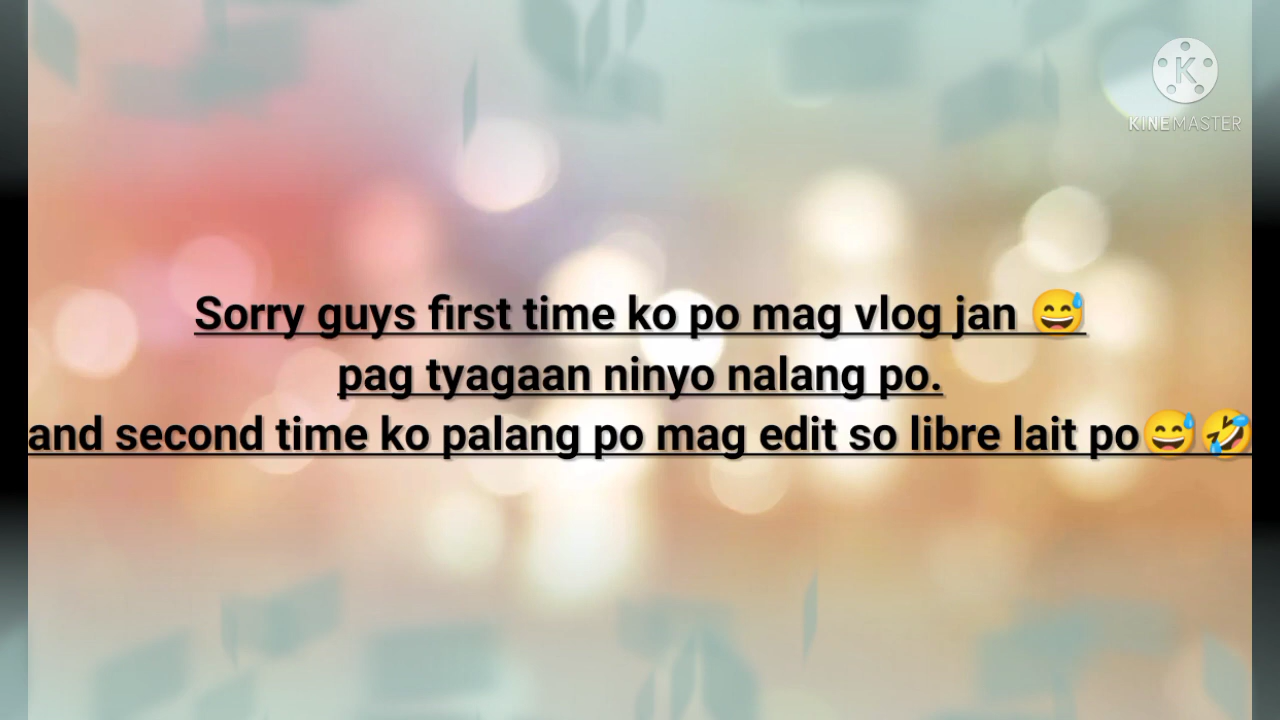 KINEMASTER
Sorry guys first time ko po mag vlog jan 😅
pag tyagaan ninyo nalang po.
and second time ko palang po mag edit so libre lait po😅🤣